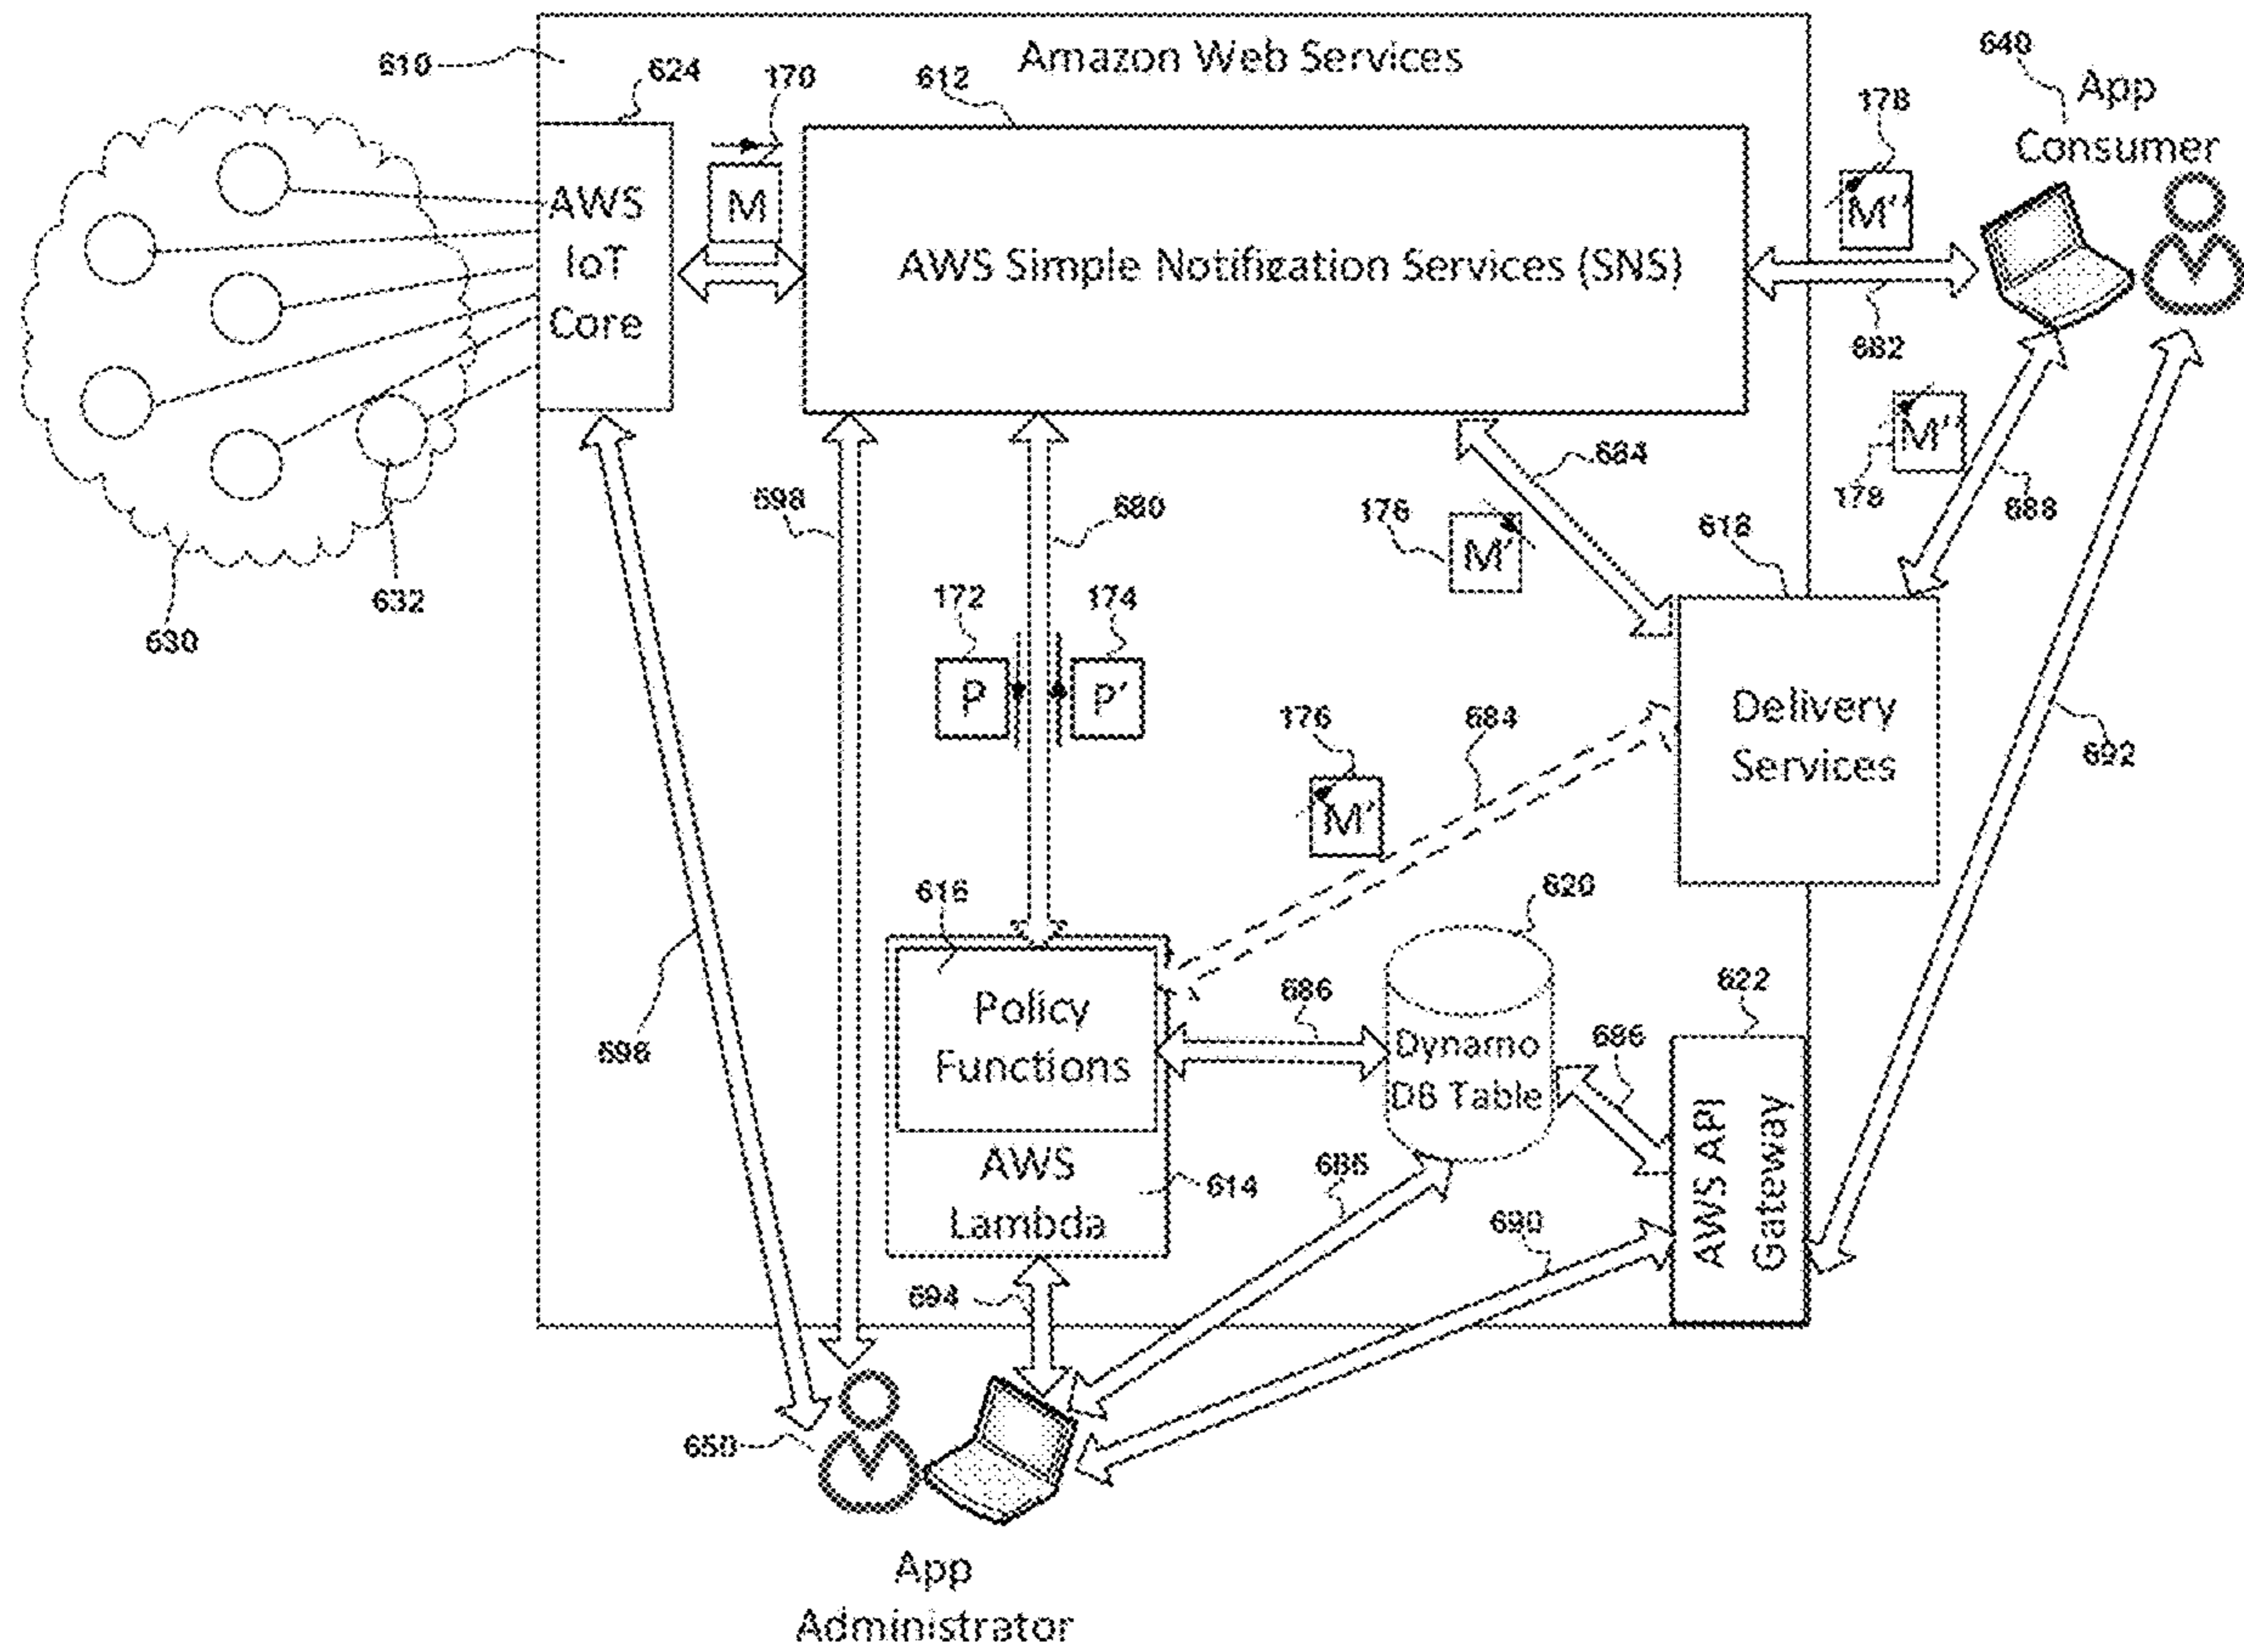 Amazon Web Services
610
624
170
612
640
App
Consumer
178
AWS
IoT
Core
M
AWS Simple Notifization Services (SNS)
M''
682
M''
178
688
684
698
680
176
M'
618
632
630
172
174
P
P'
176
684
M'
Delivery
Services
692
616
620
Policy
Functions
686
Dynamo
DB Table
686
622
698
AWS
Lambda
614
686
690
AWS API
Gateway
694
650
App
Administrator